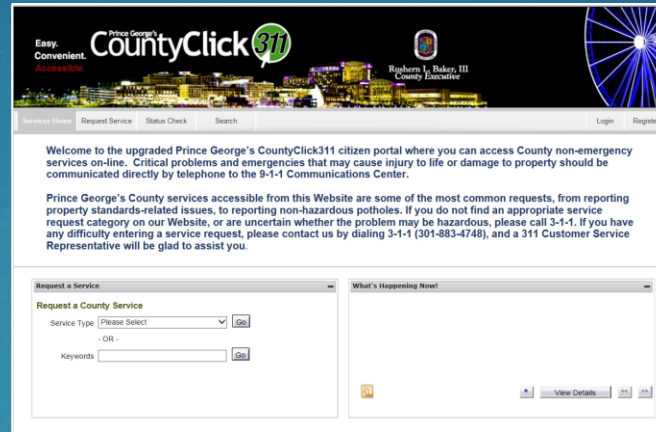 Easy.
Convenient.
Accessible.
Prince George's
CountyClick 311
Rushern L. Baker, III
County Executive
Services Home Request Service Status Check Search Login Registe
Welcome to the upgraded Prince George's CountyClick311 citizen portal where you can access County non-emergency
services on-line. Critical problems and emergencies that may cause injury to life or damage to property should be
communicated directly by telephone to the 9-1-1 Communications Center.
Prince George's County services accessible from this Website are some of the most common requests, from reporting
property standards-related issues, to reporting non-hazardous potholes. If you do not find an appropriate service
request category on our Website, or are uncertain whether the problem may be hazardous, please call 3-1-1. If you have
any difficulty entering a service request, please contact us by dialing 3-1-1 (301-883-4748), and a 311 Customer Service
Representative will be glad to assist you.
Request a Service
Request a County Service
Service Type Please Select Go
- OR -
Keywords Go
What's Happening Now!
View Details << >>